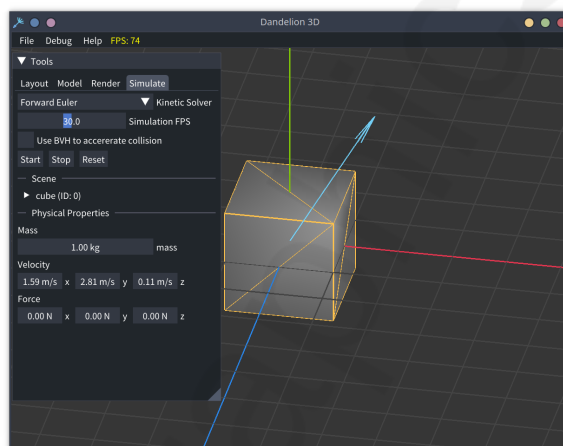 Dandelion 3D
File Debug Help FPS: 74
Tools
Layout Model Render Simulate
Forward Euler Kinetic Solver
30.0 Simulation FPS
Use BVH to accererate collision
Start Stop Reset
Scene
cube (ID: 0)
Physical Properties
Mass
1.00 kg mass
Velocity
1.59 m/s x 2.81 m/s y 0.11 m/s z
Force
0.00 N x 0.00 N y 0.00 N z